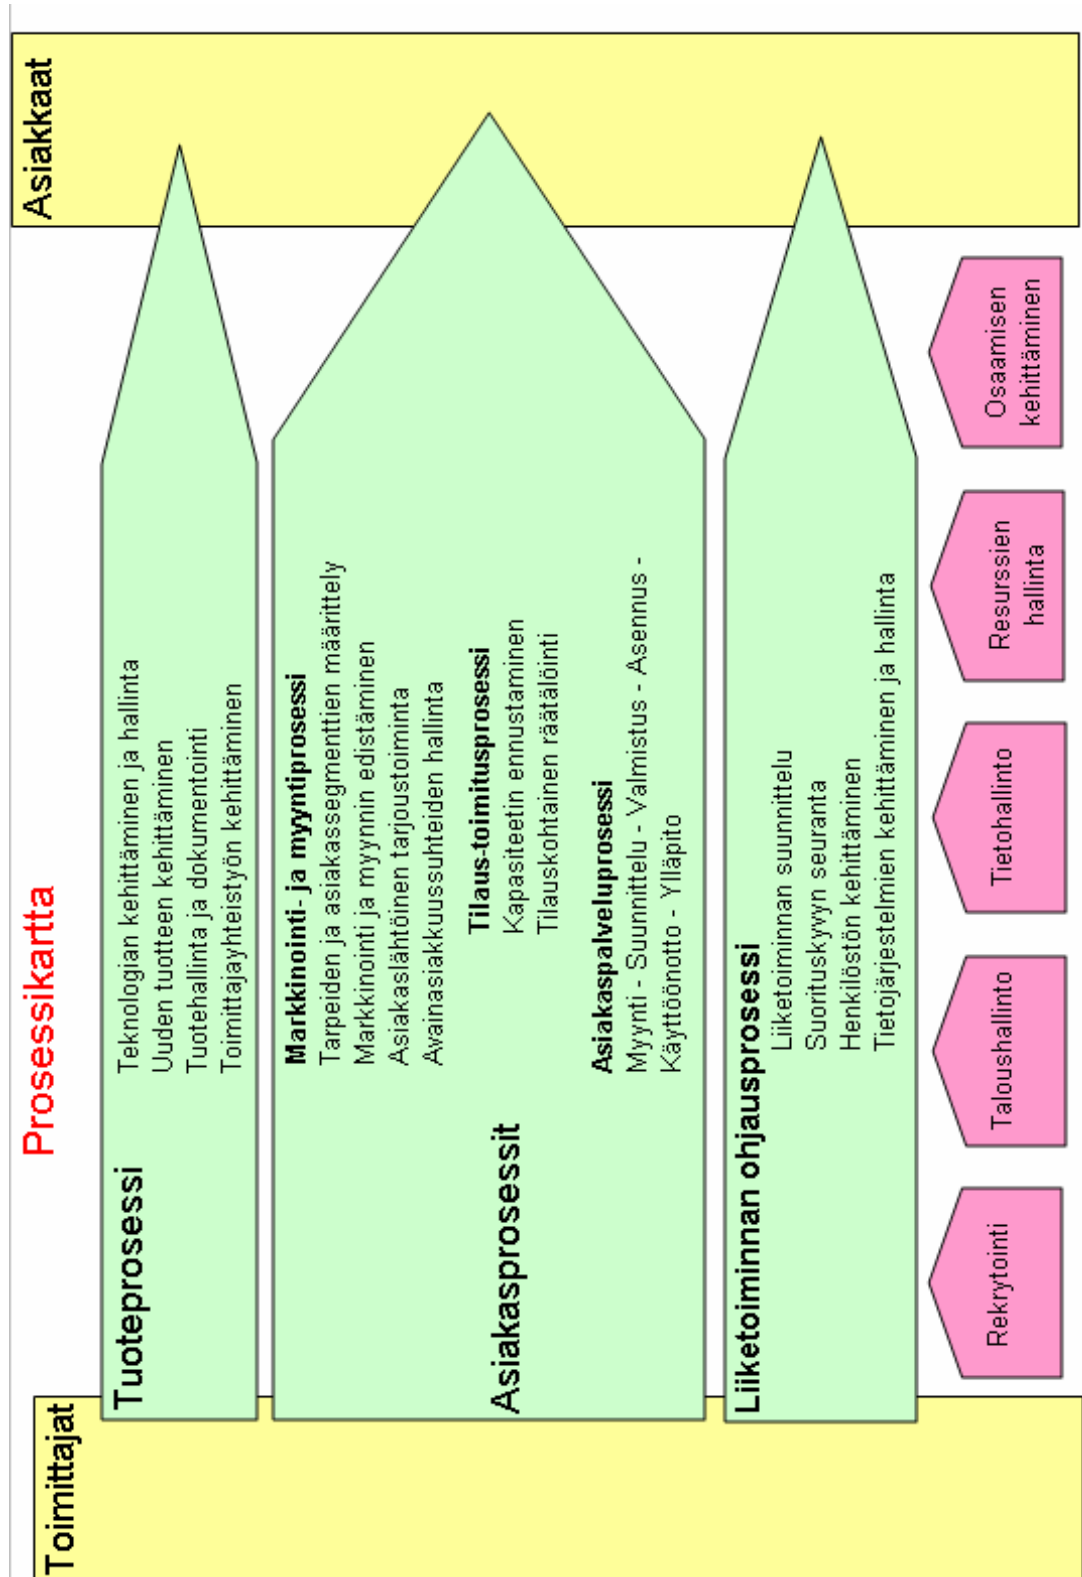 Prosessikartta
Toimittajat
Asiakkaat
Tuoteprosessi
Teknologian kehittäminen ja hallinta
Uuden tuotteen kehittäminen
Tuotehallinta ja dokumentointi
Toimittajayhteistyön kehittäminen
Asiakasprosessit
Markkinointi- ja myyntiprosessi
Tarpeiden ja asiakassegmenttien määrittely
Markkinointi ja myynnin edistäminen
Asiakaslähtöinen tarjoustoiminta
Avainasiakkuussuhteiden hallinta
Tilaus-toimitusprosessi
Kapasiteetin ennustaminen
Tilauskohtainen räätälöinti
Asiakaspalveluprosessi
Myynti - Suunnittelu - Valmistus - Asennus -
Käyttöönotto - Ylläpito
Liiketoiminnan ohjausprosessi
Liiketoiminnan suunnittelu
Suorituskyvyn seuranta
Henkilöstön kehittäminen
Tietojärjestelmien kehittäminen ja hallinta
Rekrytointi
Taloushallinto
Tietohallinto
Resurssien
hallinta
Osaamisen
kehittäminen